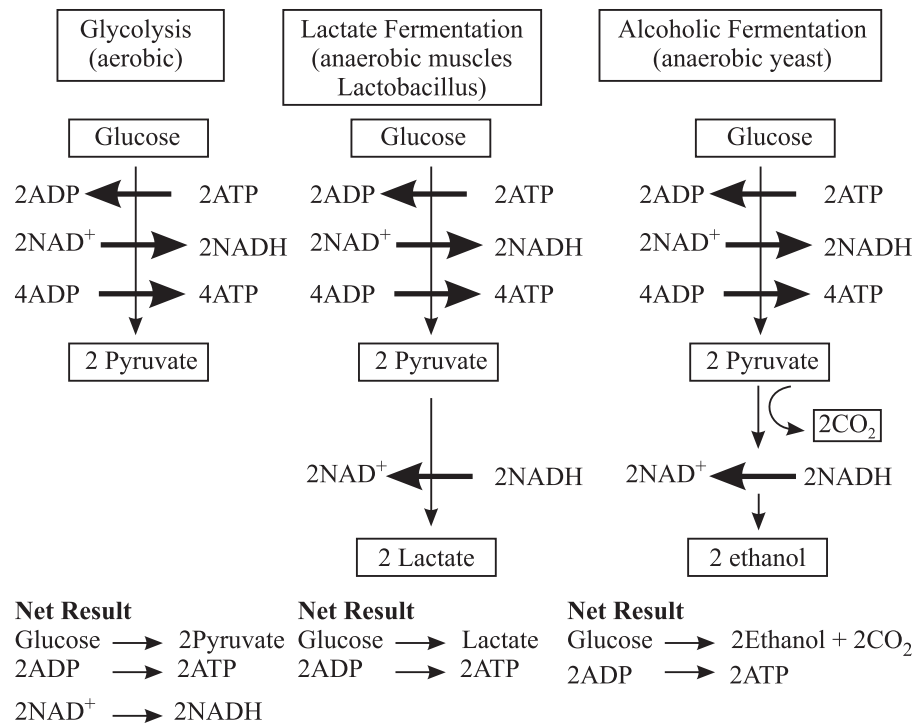 Glycolysis
(aerobic)
Glucose
2ADP 2ATP
2NAD⁺ 2NADH
4ADP 4ATP
2 Pyruvate
Net Result
Glucose → 2Pyruvate
2ADP → 2ATP
2NAD⁺ → 2NADH
Lactate Fermentation
(anaerobic muscles
Lactobacillus)
Glucose
2ADP 2ATP
2NAD⁺ 2NADH
4ADP 4ATP
2 Pyruvate
2NAD⁺ 2NADH
2 Lactate
Net Result
Glucose → Lactate
2ADP → 2ATP
Alcoholic Fermentation
(anaerobic yeast)
Glucose
2ADP 2ATP
2NAD⁺ 2NADH
4ADP 4ATP
2 Pyruvate
2CO₂
2NAD⁺ 2NADH
2 ethanol
Net Result
Glucose → 2Ethanol + 2CO₂
2ADP → 2ATP